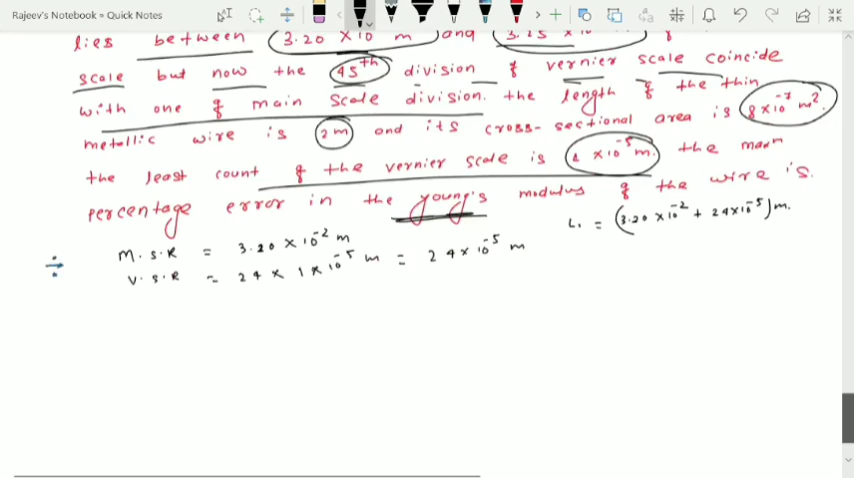 Rajeev's Notebook » Quick Notes
lies between 3.20 × 10 m and
scale but now the 45th division of vernier scale coincide
with one of main scale division. the length of the thin
metallic wire is 2m and its cross-sectional area is 8×10⁻⁷ m².
the least count of the vernier scale is 1 × 10⁻⁵ m. the maxm
percentage error in the young's modulus of the wire is.
M.S.R = 3.20 × 10⁻² m
V.S.R = 24 × 1 × 10⁻⁵ m = 24 × 10⁻⁵ m
L₁ = (3.20 × 10⁻² + 24×10⁻⁵) m.